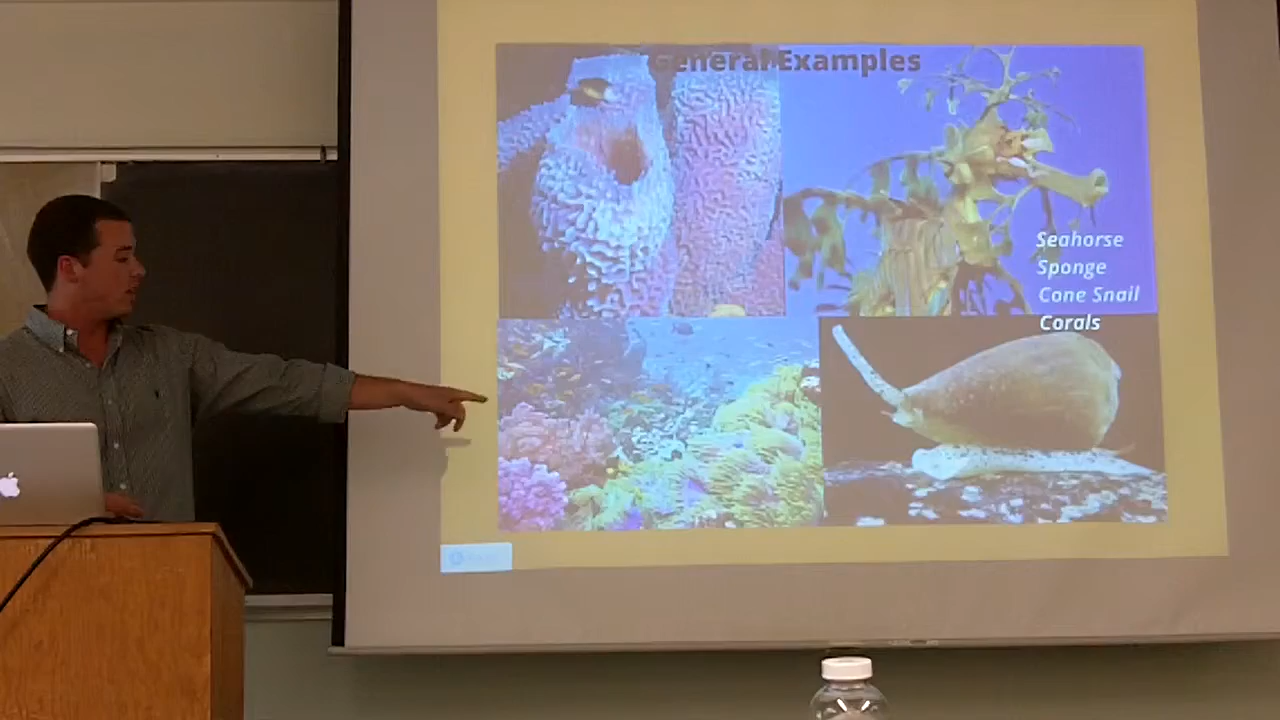 General Examples
Seahorse
Sponge
Cone Snail
Corals